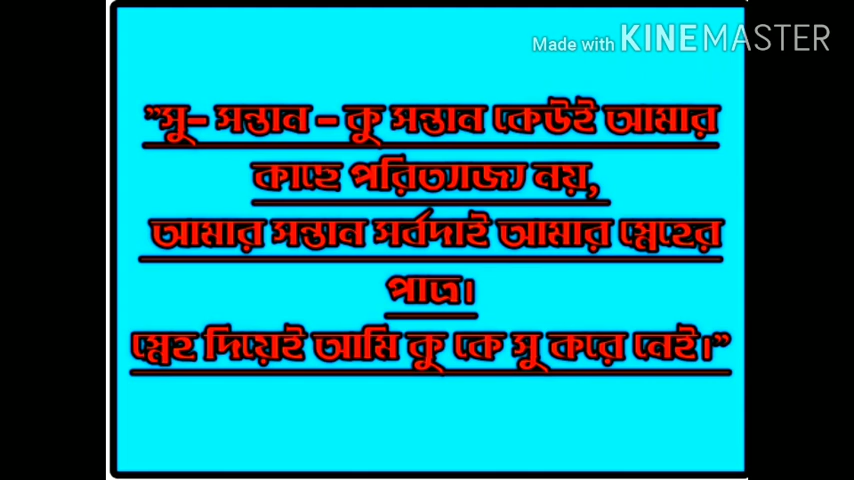 Made with KINEMASTER
”সু– সন্তান – কু সন্তান কেউই আমার
কাছে পরিত্যাজ্য নয়,
আমার সন্তান সর্বদাই আমার স্নেহের
পাত্র।
স্নেহ দিয়েই আমি কু কে সু করে নেই।”